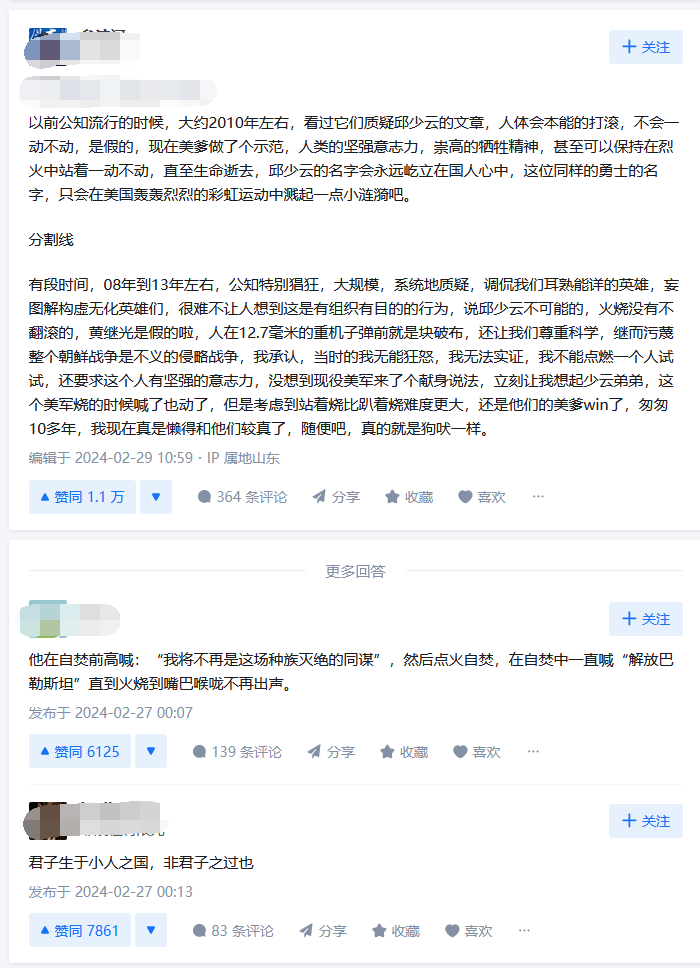 关注
以前公知流行的时候，大约2010年左右，看过它们质疑邱少云的文章，人体会本能的打滚，不会一
动不动，是假的，现在美爹做了个示范，人类的坚强意志力，崇高的牺牲精神，甚至可以保持在烈
火中站着一动不动，直至生命逝去，邱少云的名字会永远屹立在国人心中，这位同样的勇士的名
字，只会在美国轰轰烈烈的彩虹运动中溅起一点小涟漪吧。
分割线
有段时间，08年到13年左右，公知特别猖狂，大规模，系统地质疑，调侃我们耳熟能详的英雄，妄
图解构虚无化英雄们，很难不让人想到这是有组织有目的的行为，说邱少云不可能的，火烧没有不
翻滚的，黄继光是假的啦，人在12.7毫米的重机子弹前就是块破布，还让我们尊重科学，继而污蔑
整个朝鲜战争是不义的侵略战争，我承认，当时的我无能狂怒，我无法实证，我不能点燃一个人试
试，还要求这个人有坚强的意志力，没想到现役美军来了个献身说法，立刻让我想起少云弟弟，这
个美军烧的时候喊了也动了，但是考虑到站着烧比趴着烧难度更大，还是他们的美爹win了，匆匆
10多年，我现在真是懒得和他们较真了，随便吧，真的就是狗吠一样。
编辑于 2024-02-29 10:59 · IP 属地山东
赞同 1.1 万 364 条评论 分享 收藏 喜欢 ···
更多回答
关注
他在自焚前高喊：“我将不再是这场种族灭绝的同谋”，然后点火自焚，在自焚中一直喊“解放巴
勒斯坦”直到火烧到嘴巴喉咙不再出声。
发布于 2024-02-27 00:07
赞同 6125 139 条评论 分享 收藏 喜欢 ···
关注
君子生于小人之国，非君子之过也
发布于 2024-02-27 00:13
赞同 7861 83 条评论 分享 收藏 喜欢 ···